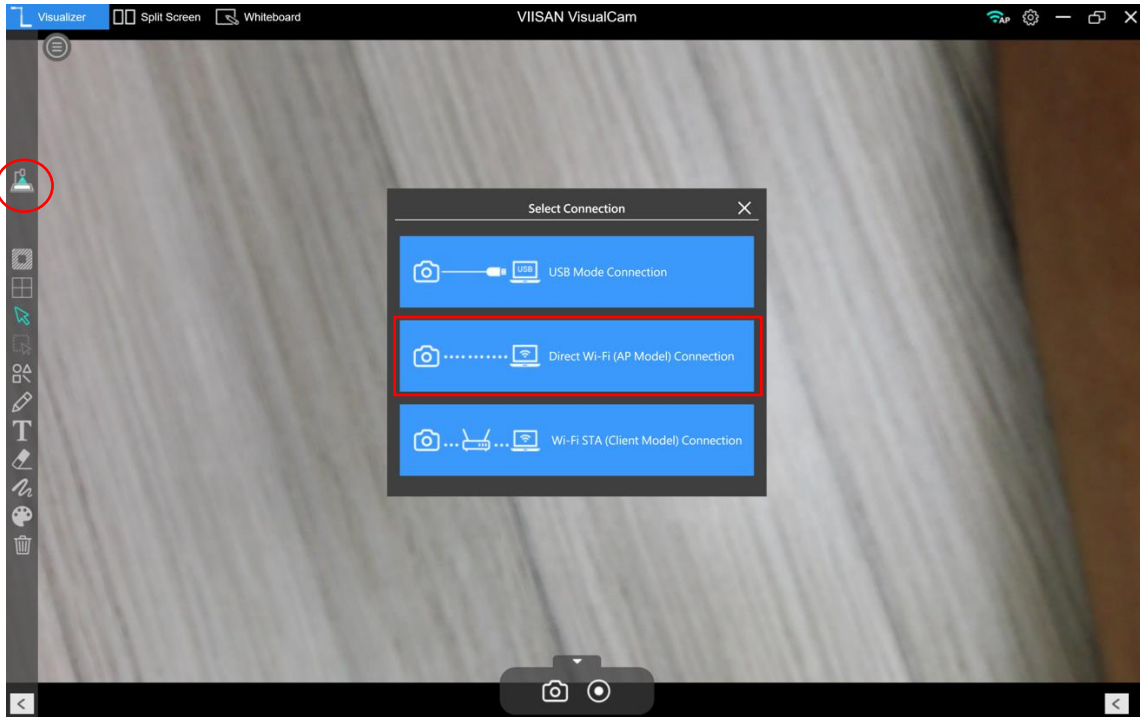 Visualizer Split Screen Whiteboard VIISAN VisualCam AP
Select Connection
USB USB Mode Connection
Direct Wi-Fi (AP Model) Connection
Wi-Fi STA (Client Model) Connection
T